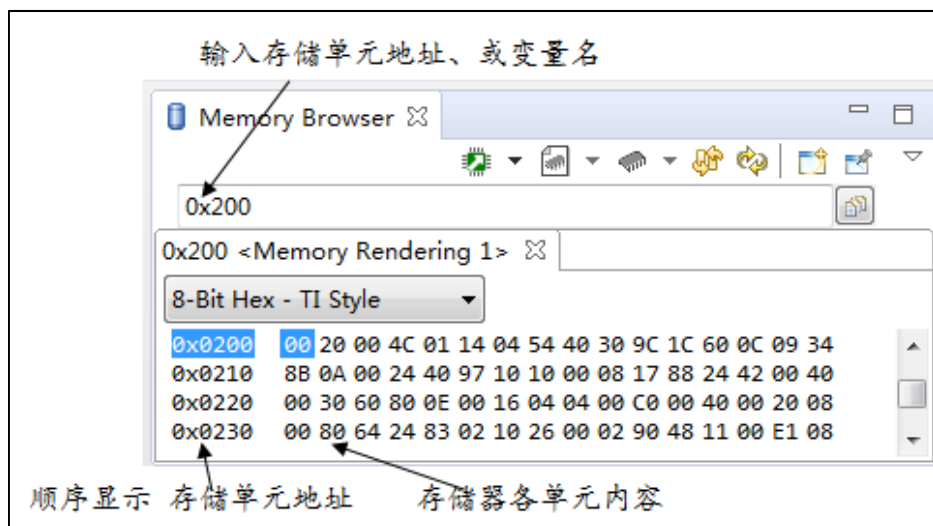 输入存储单元地址、或变量名
Memory Browser
0x200
0x200 <Memory Rendering 1>
8-Bit Hex - TI Style
0x0200 00 20 00 4C 01 14 04 54 40 30 9C 1C 60 0C 09 34
0x0210 8B 0A 00 24 40 97 10 10 00 08 17 88 24 42 00 40
0x0220 00 30 60 80 0E 00 16 04 04 00 C0 00 40 00 20 08
0x0230 00 80 64 24 83 02 10 26 00 02 90 48 11 00 E1 08
顺序显示 存储单元地址 存储器各单元内容